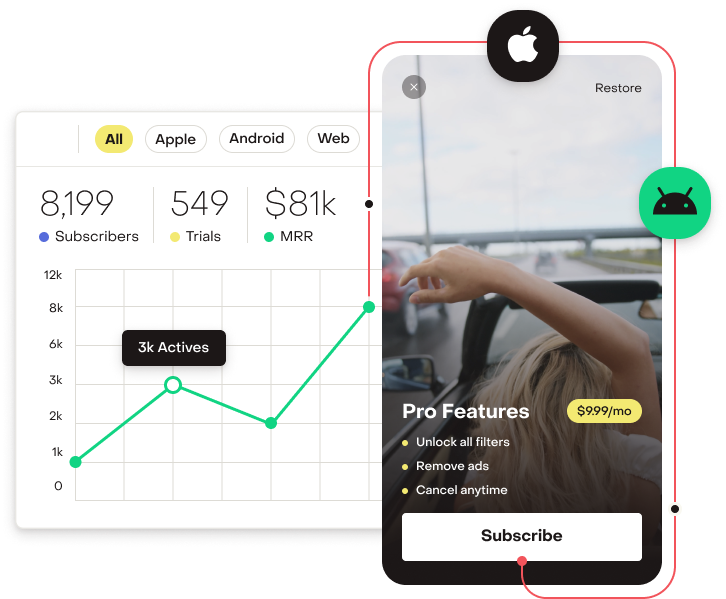 All
Apple
Android
Web
8,199
Subscribers
549
Trials
$81k
MRR
12k
8k
6k
3k
2k
1k
0
3k Actives
Restore
Pro Features
$9.99/mo
Unlock all filters
Remove ads
Cancel anytime
Subscribe